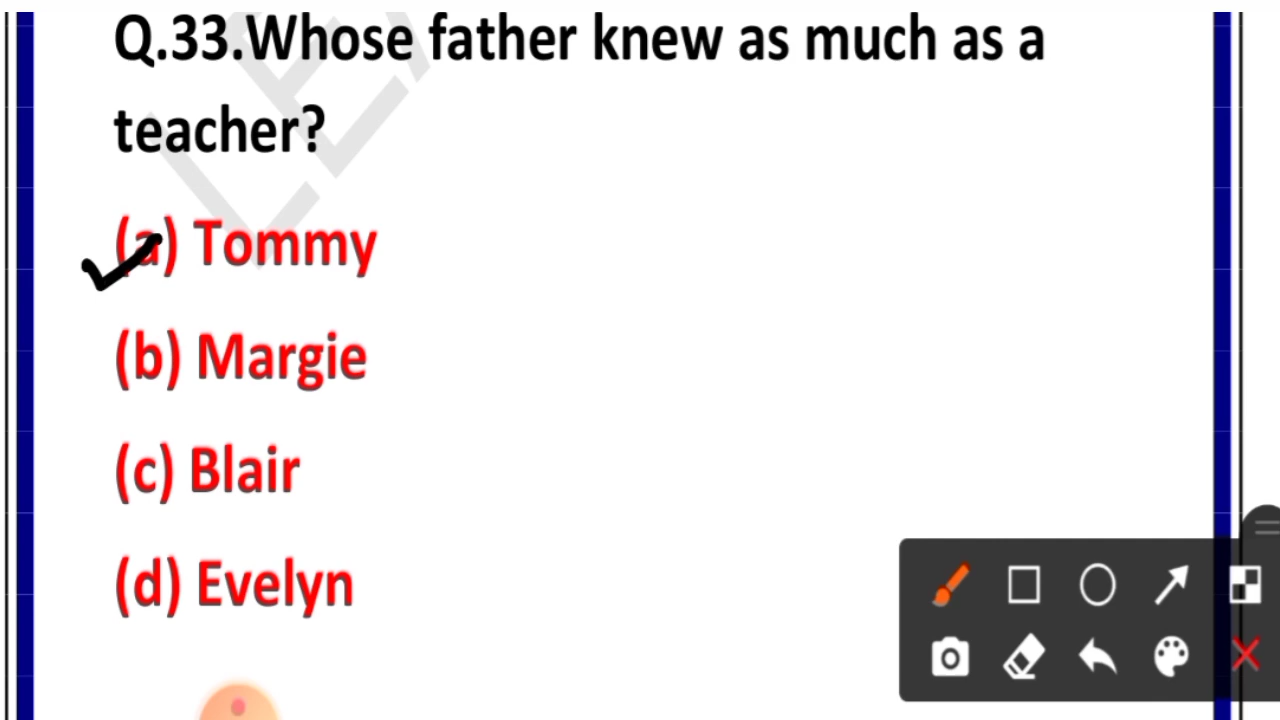 Q.33.Whose father knew as much as a
teacher?
(a) Tommy
(b) Margie
(c) Blair
(d) Evelyn